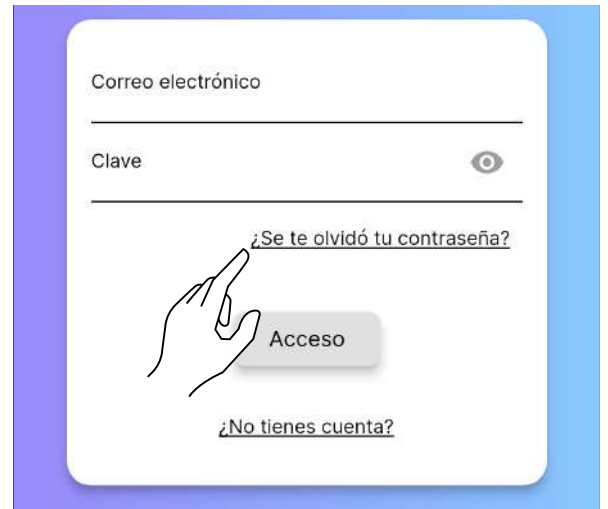 Correo electrónico
Clave
¿Se te olvidó tu contraseña?
Acceso
¿No tienes cuenta?